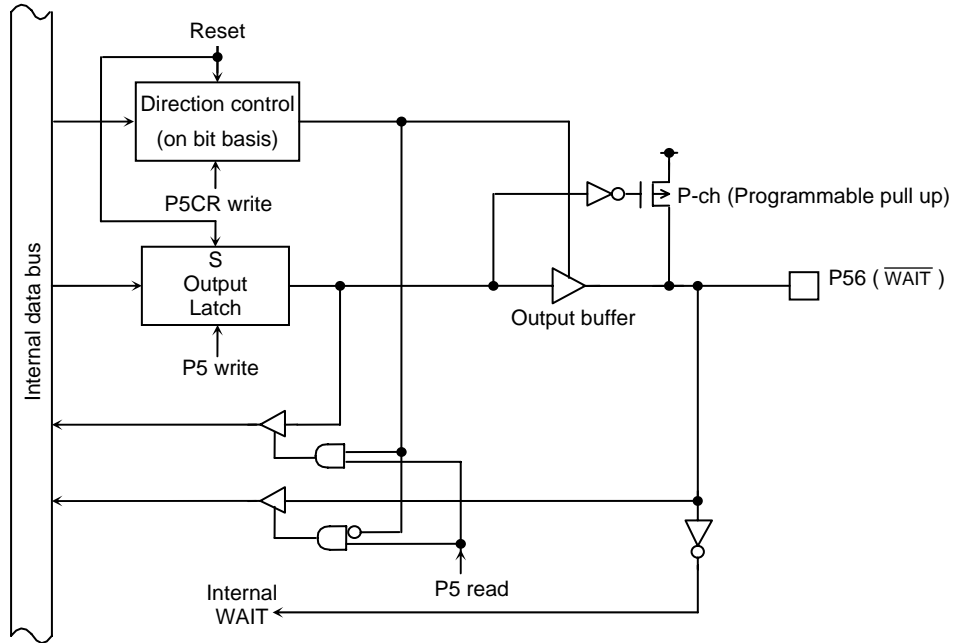 Reset
Direction control
(on bit basis)
P5CR write
P-ch (Programmable pull up)
S
Output
Latch
P56 ( WAIT )
Output buffer
P5 write
Internal data bus
P5 read
Internal
WAIT